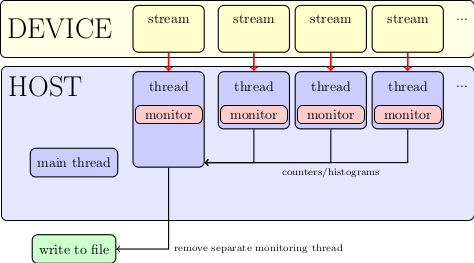 DEVICE
stream
stream
stream
stream
...
HOST
thread
thread
thread
thread
...
monitor
monitor
monitor
monitor
main thread
counters/histograms
write to file
remove separate monitoring thread